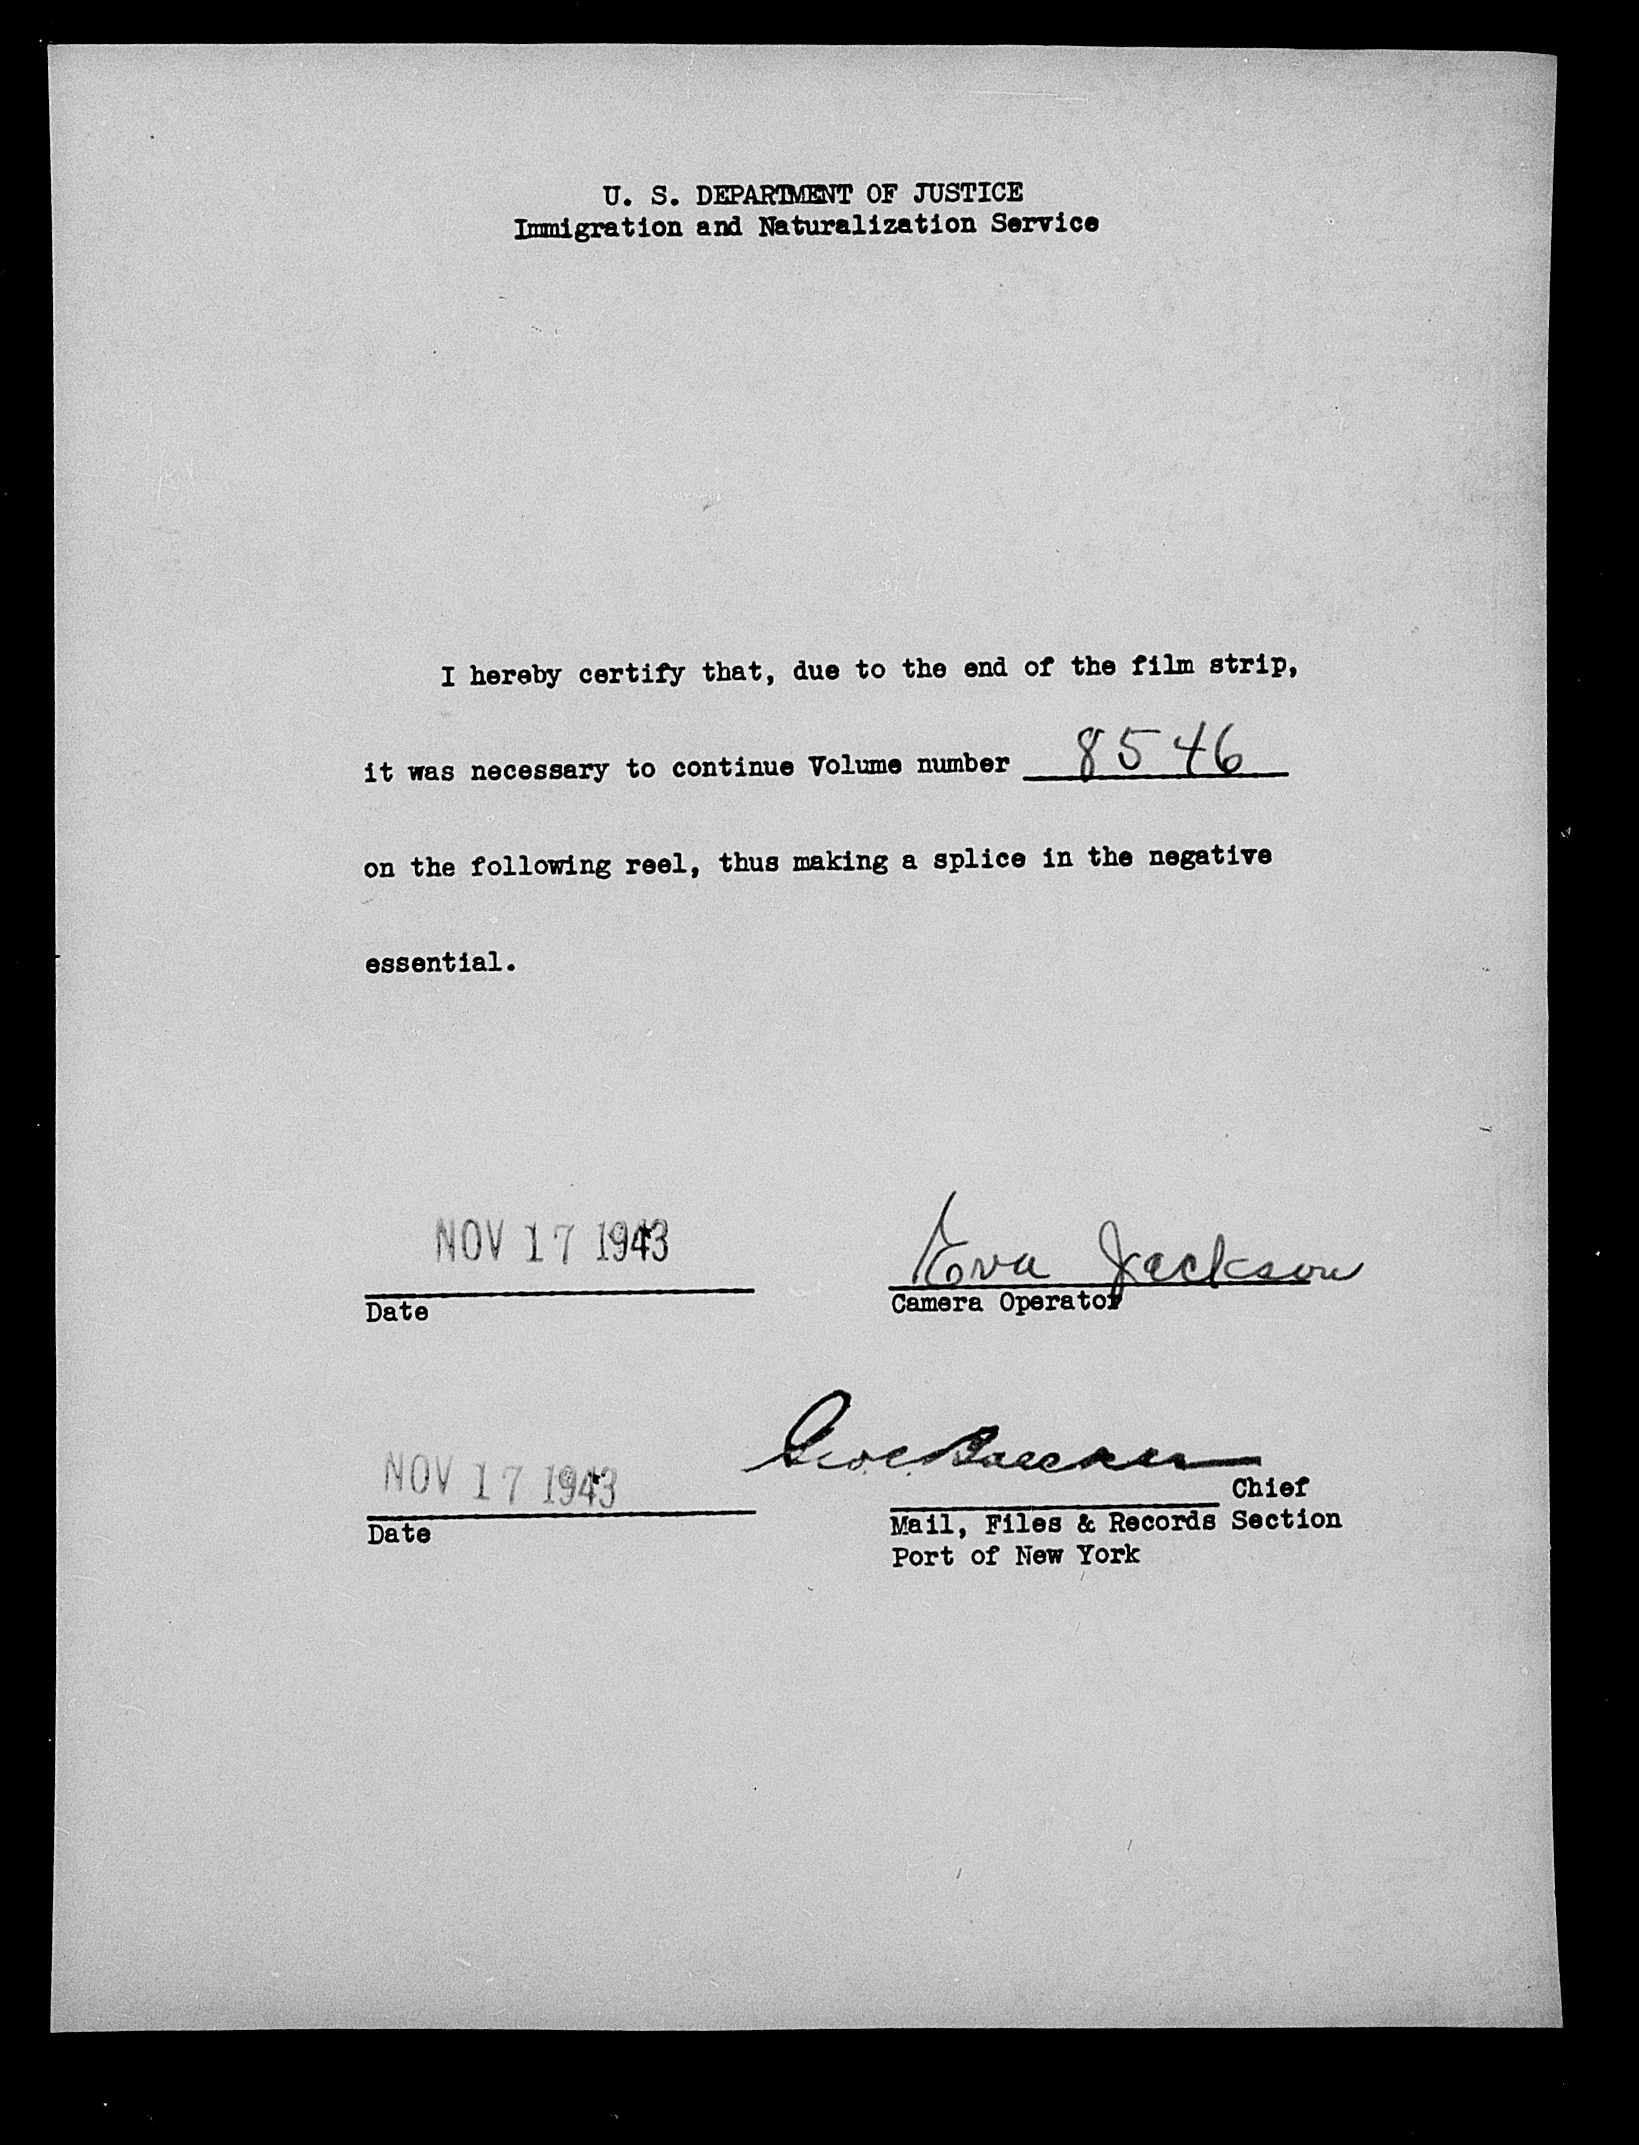 U. S. DEPARTMENT OF JUSTICE
Immigration and Naturalization Service
I hereby certify that, due to the end of the film strip,
it was necessary to continue Volume number 8546
on the following reel, thus making a splice in the negative
essential.
NOV 17 1943
Eva Jackson
Date
Camera Operator
NOV 17 1943
Chief
Date
Mail, Files & Records Section
Port of New York